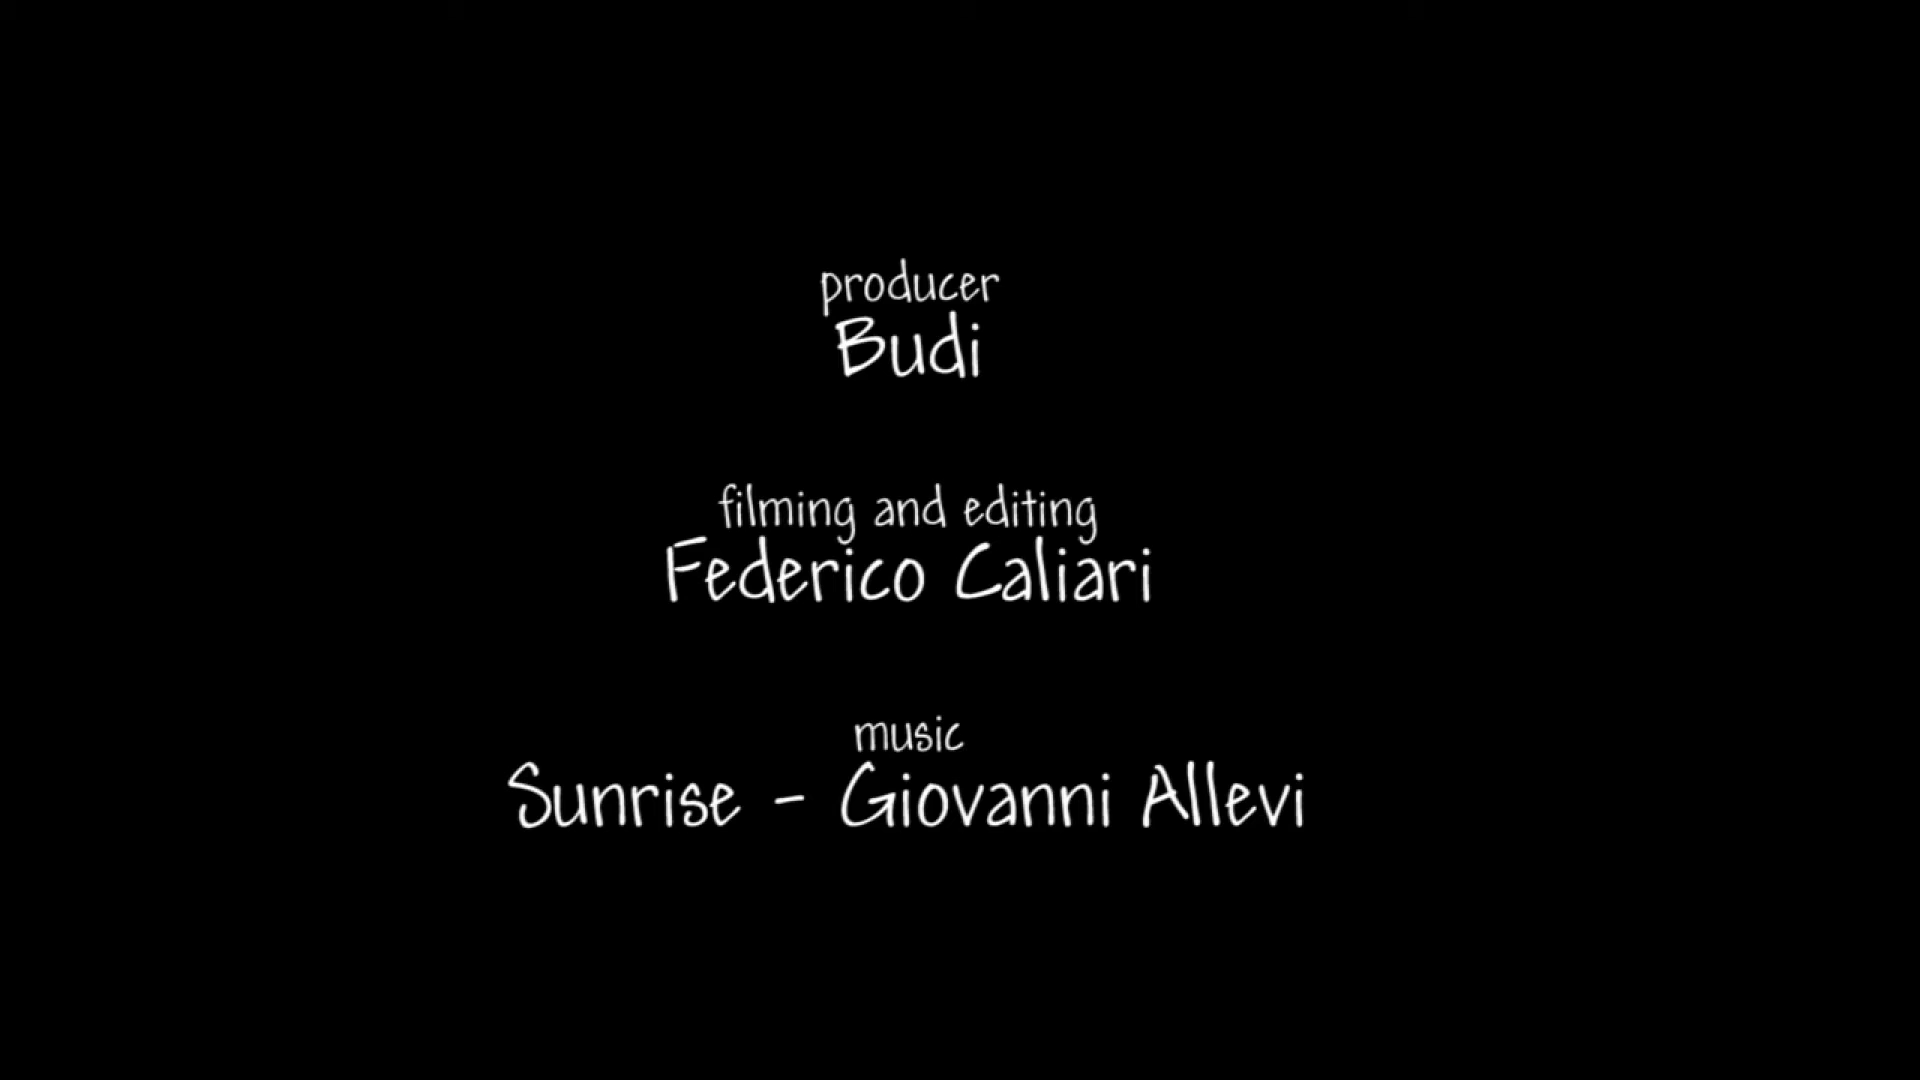 producer
Budi
filming and editing
Federico Caliari
music
Sunrise - Giovanni Allevi